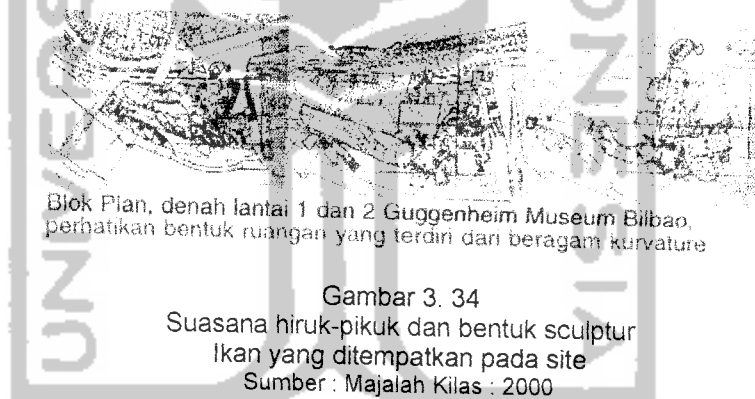 Blok Plan, denah lantai 1 dan 2 Guggenheim Museum Bilbao,
perhatikan bentuk ruangan yang terdiri dari beragam kurvature
Gambar 3. 34
Suasana hiruk-pikuk dan bentuk sculptur
Ikan yang ditempatkan pada site
Sumber : Majalah Kilas : 2000